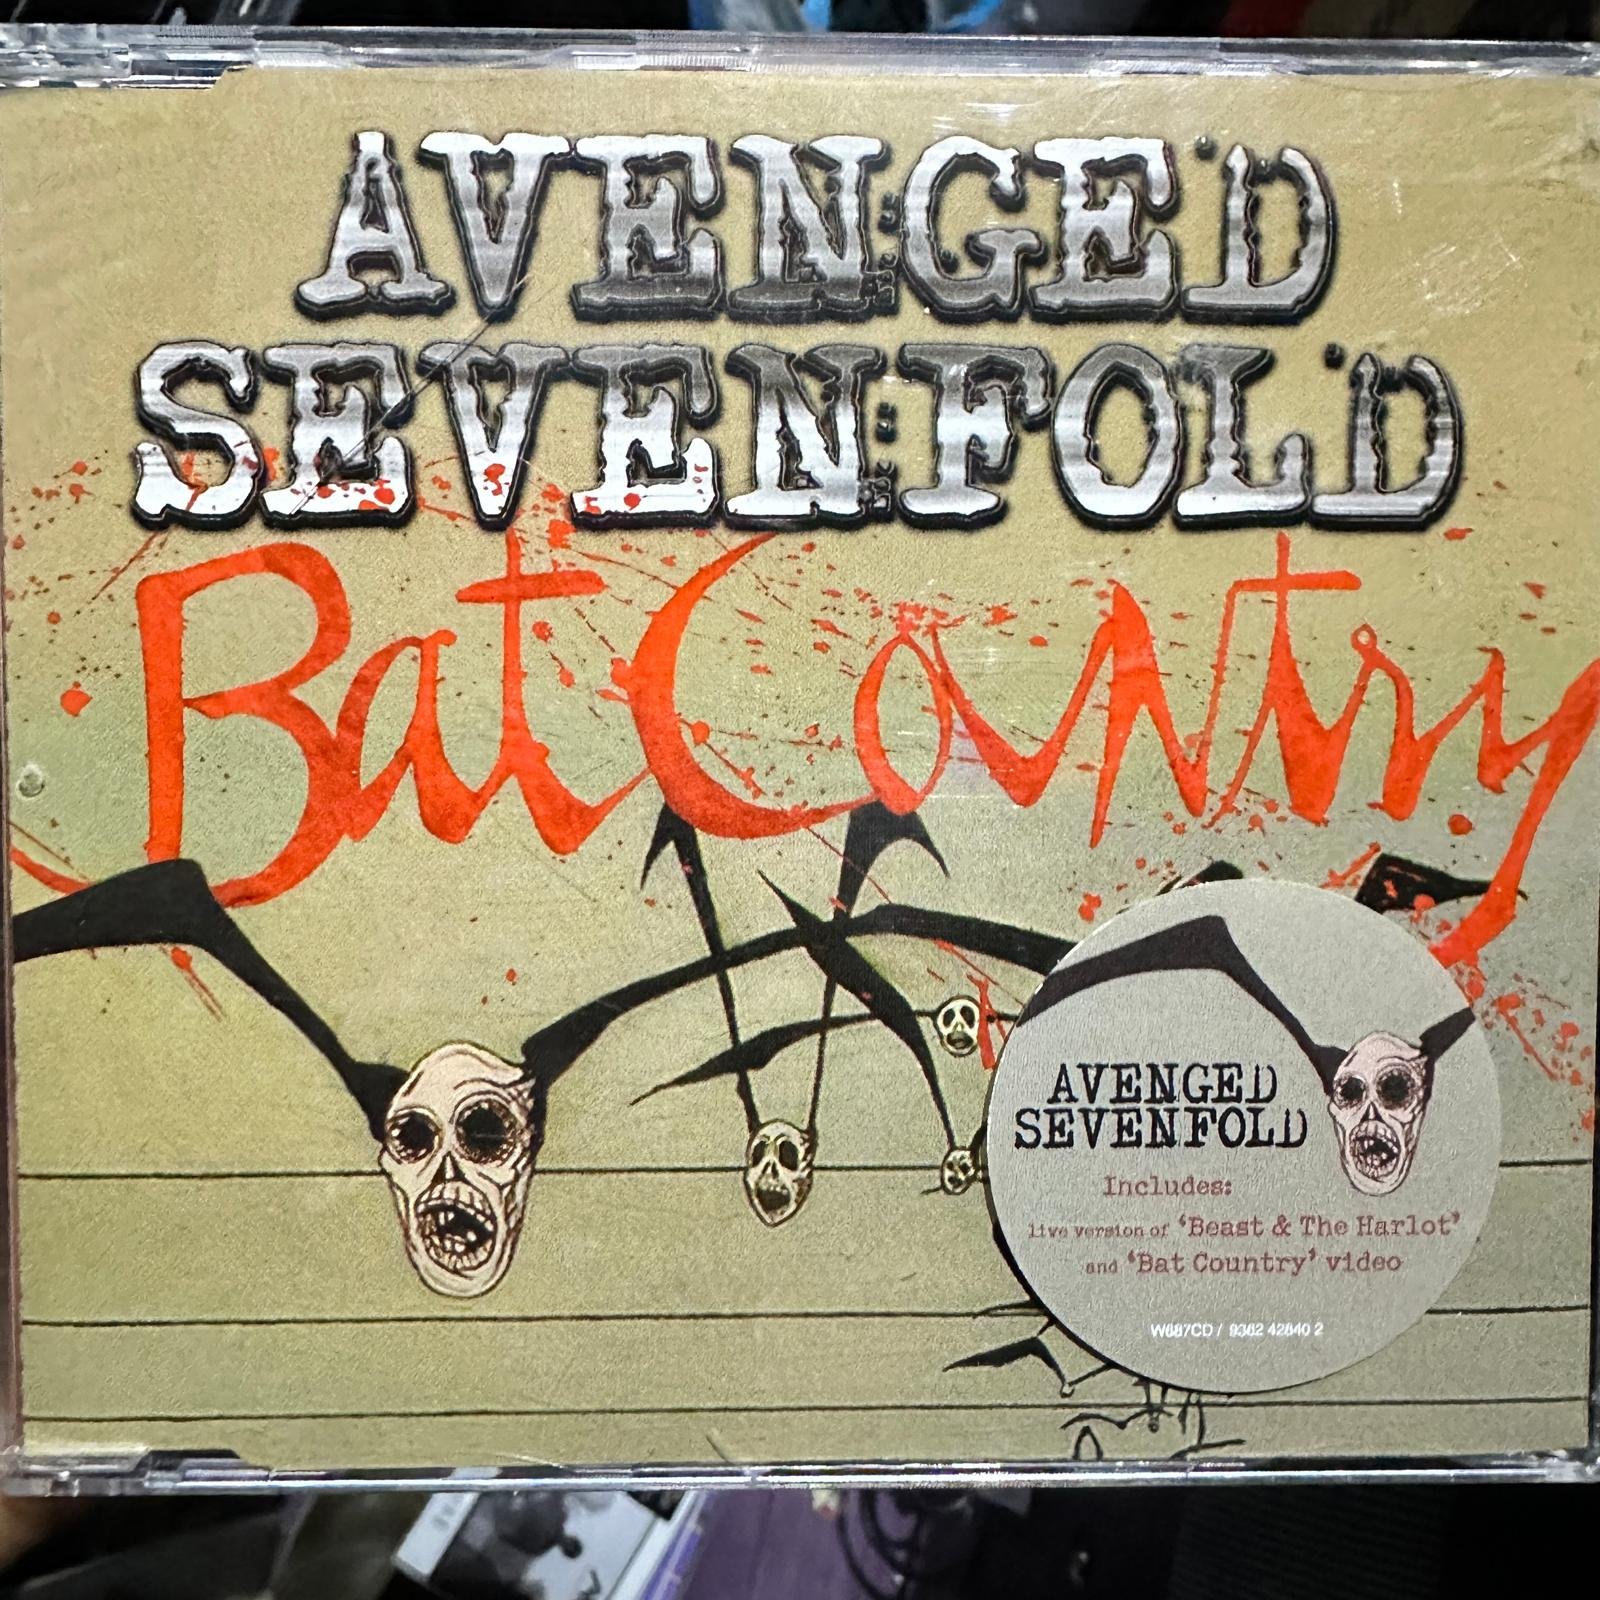 AVENGED
SEVENFOLD
Bat Country
AVENGED
SEVENFOLD
Includes:
live version of ‘Beast & The Harlot’
and ‘Bat Country’ video
W687CD / 9362 42840 2